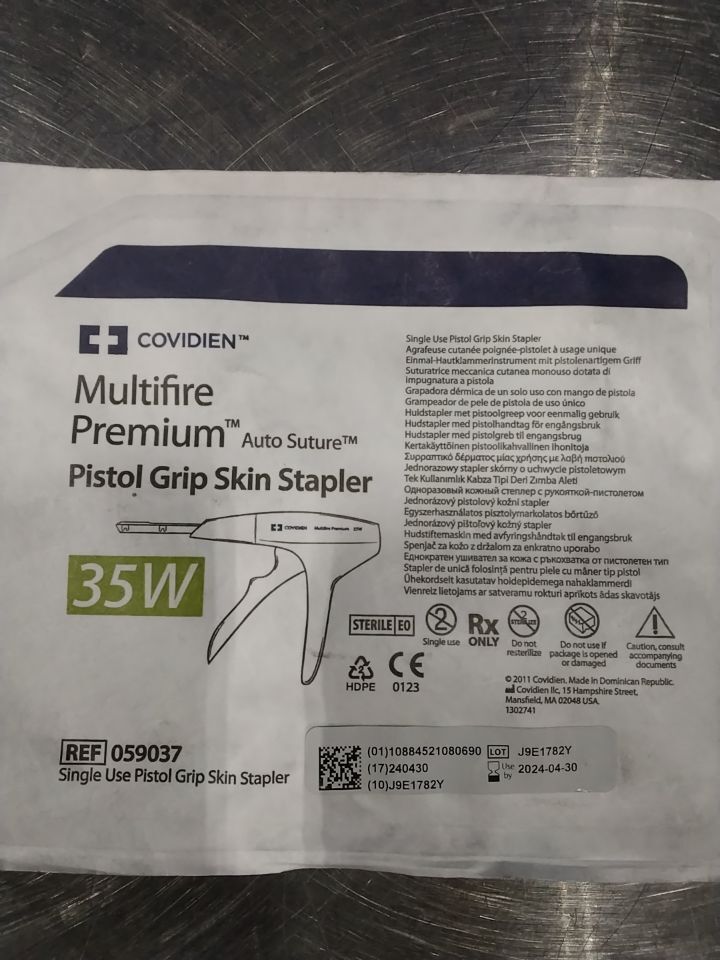 COVIDIEN™
Multifire
Premium™ Auto Suture™
Pistol Grip Skin Stapler
COVIDIEN Multifire Premium 35W
35W
Single Use Pistol Grip Skin Stapler
Agrafeuse cutanée poignée-pistolet à usage unique
Einmal-Hautklammerinstrument mit pistolenartigem Griff
Suturatrice meccanica cutanea monouso dotata di
impugnatura a pistola
Grapadora dérmica de un solo uso con mango de pistola
Grampeador de pele de pistola de uso único
Huidstapler met pistoolgreep voor eenmalig gebruik
Hudstapler med pistolhandtag för engångsbruk
Hudstapler med pistolgreb til engangsbrug
Kertakäyttöinen pistoolikahvallinen ihonitoja
Συρραπτικό δέρματος μίας χρήσης με λαβή πιστολιού
Jednorazowy stapler skórny o uchwycie pistoletowym
Tek Kullanımlık Kabza Tipi Deri Zımba Aleti
Одноразовый кожный степлер с рукояткой-пистолетом
Jednorázový pistolový kožní stapler
Egyszerhasználatos pisztolymarkolatos bőrtűző
Jednorázový pištoľový kožný stapler
Hudstiftemaskin med avfyringshåndtak til engangsbruk
Spenjač za kožo z držalom za enkratno uporabo
Еднократен ушивател за кожа с ръкохватка от пистолетен тип
Stapler de unică folosinţă pentru piele cu mâner tip pistol
Ühekordselt kasutatav hoidepidemega nahaklammerdi
Vienreiz lietojams ar satveramu rokturi aprīkots ādas skavotājs
STERILE EO
2
Single use
Rx
ONLY
2
STERILIZE
Do not
resterilize
Do not use if
package is opened
or damaged
Caution, consult
accompanying
documents
2
HDPE
CE
0123
© 2011 Covidien. Made in Dominican Republic.
Covidien llc, 15 Hampshire Street,
Mansfield, MA 02048 USA.
1302741
REF 059037
Single Use Pistol Grip Skin Stapler
(01)10884521080690 LOT J9E1782Y
(17)240430 Use by 2024-04-30
(10)J9E1782Y